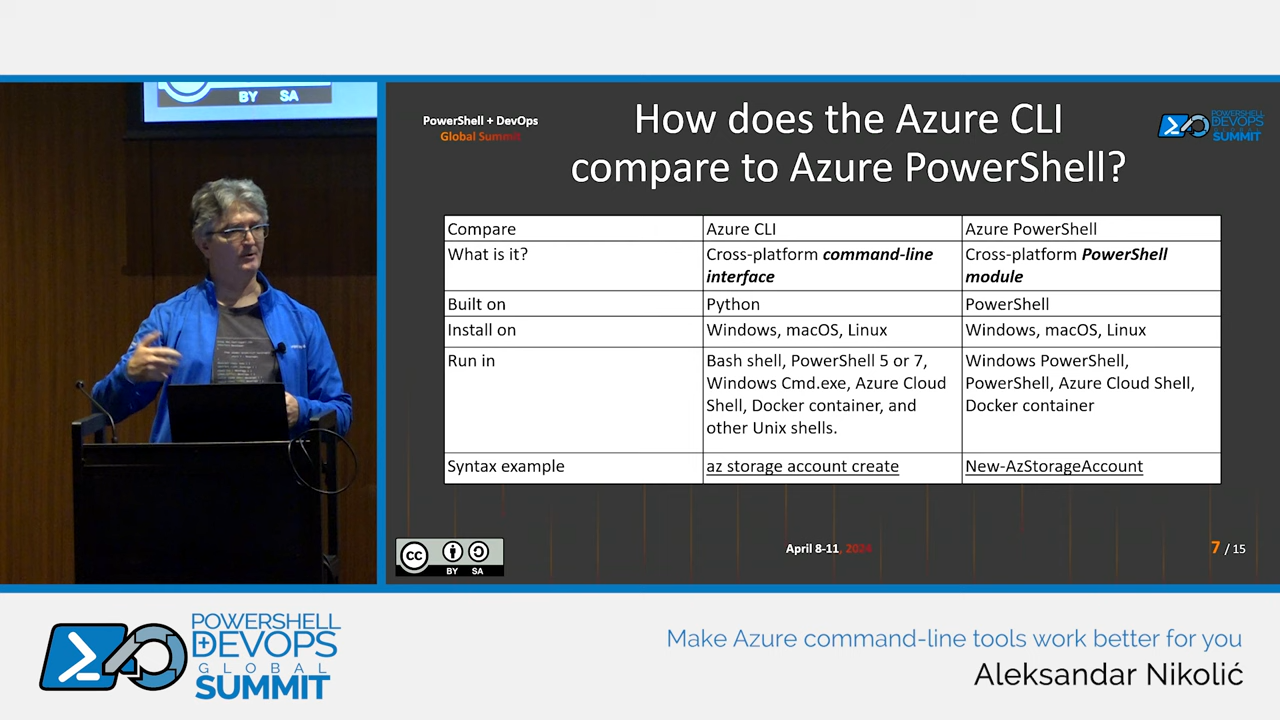 BY SA
PowerShell + DevOps
Global Summit
How does the Azure CLI
compare to Azure PowerShell?
POWERSHELL
DEVOPS
GLOBAL
SUMMIT
Compare
Azure CLI
Azure PowerShell
What is it?
Cross-platform command-line
interface
Cross-platform PowerShell
module
Built on
Python
PowerShell
Install on
Windows, macOS, Linux
Windows, macOS, Linux
Run in
Bash shell, PowerShell 5 or 7,
Windows Cmd.exe, Azure Cloud
Shell, Docker container, and
other Unix shells.
Windows PowerShell,
PowerShell, Azure Cloud Shell,
Docker container
Syntax example
az storage account create
New-AzStorageAccount
cc
BY SA
April 8-11, 2024
7 / 15
POWERSHELL
+DEVOPS
GLOBAL
SUMMIT
Make Azure command-line tools work better for you
Aleksandar Nikolić